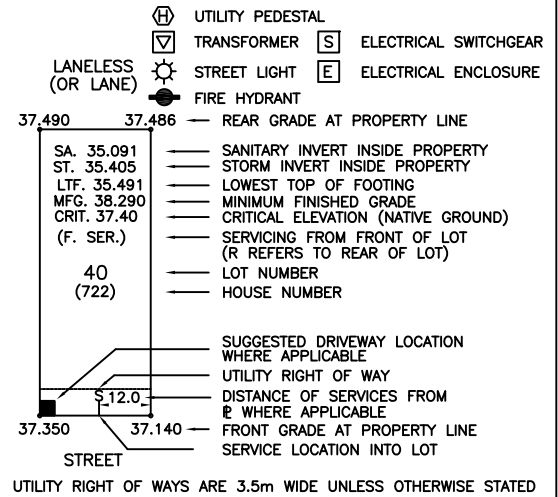 H UTILITY PEDESTAL
TRANSFORMER S ELECTRICAL SWITCHGEAR
LANELESS
(OR LANE)
STREET LIGHT E ELECTRICAL ENCLOSURE
FIRE HYDRANT
37.490 37.486 REAR GRADE AT PROPERTY LINE
SA. 35.091 SANITARY INVERT INSIDE PROPERTY
ST. 35.405 STORM INVERT INSIDE PROPERTY
LTF. 35.491 LOWEST TOP OF FOOTING
MFG. 38.290 MINIMUM FINISHED GRADE
CRIT. 37.40 CRITICAL ELEVATION (NATIVE GROUND)
(F. SER.) SERVICING FROM FRONT OF LOT
(R REFERS TO REAR OF LOT)
40 LOT NUMBER
(722) HOUSE NUMBER
SUGGESTED DRIVEWAY LOCATION
WHERE APPLICABLE
UTILITY RIGHT OF WAY
S 12.0 DISTANCE OF SERVICES FROM
℄ WHERE APPLICABLE
37.350 37.140 FRONT GRADE AT PROPERTY LINE
STREET SERVICE LOCATION INTO LOT
UTILITY RIGHT OF WAYS ARE 3.5m WIDE UNLESS OTHERWISE STATED